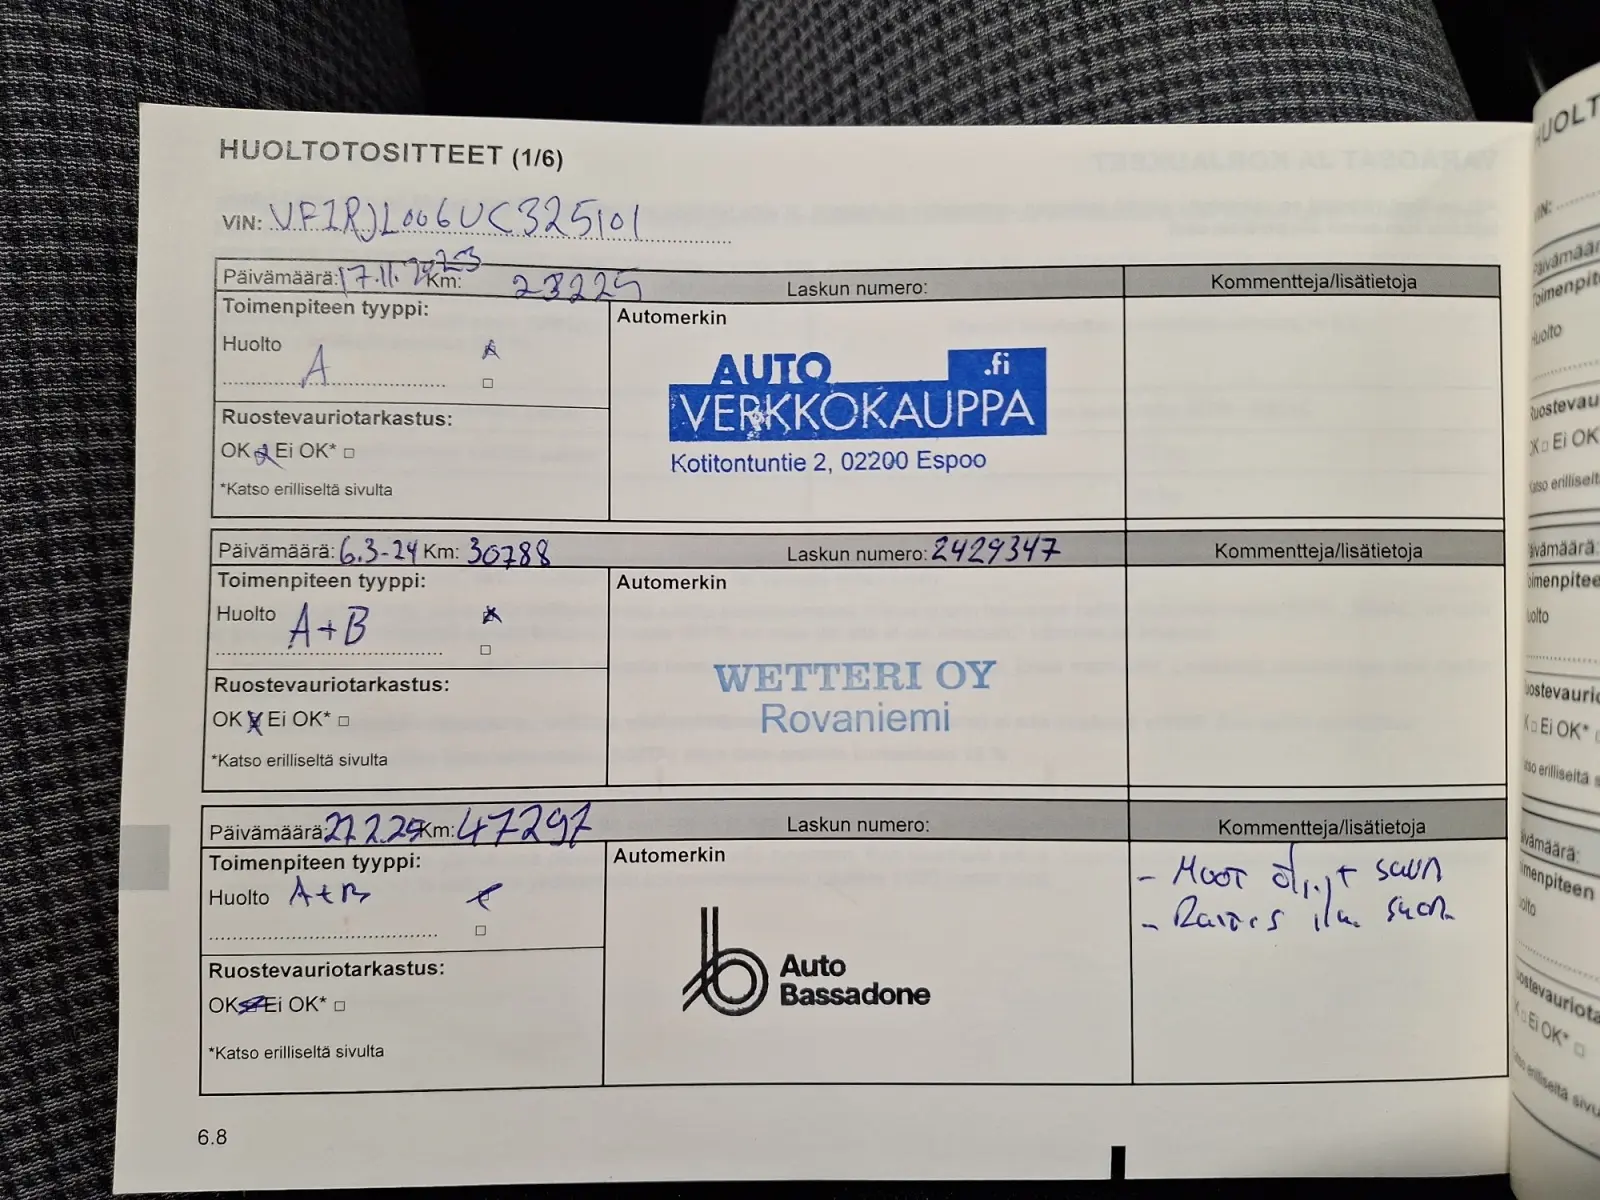 HUOLTOTOSITTEET (1/6)
VIN: VF1RJL006UC325101
Päivämäärä: 17.11.2023 Km: 23225 Laskun numero: Kommentteja/lisätietoja
Toimenpiteen tyyppi:
Automerkin
Huolto A
AUTO .fi
VERKKOKAUPPA
Kotitontuntie 2, 02200 Espoo
Ruostevauriotarkastus:
OK Ei OK*
*Katso erilliseltä sivulta
Päivämäärä: 6.3-24 Km: 30788 Laskun numero: 2429347 Kommentteja/lisätietoja
Toimenpiteen tyyppi:
Automerkin
Huolto A+B
WETTERI OY
Rovaniemi
Ruostevauriotarkastus:
OK Ei OK*
*Katso erilliseltä sivulta
Päivämäärä: Km: 47297 Laskun numero: Kommentteja/lisätietoja
Toimenpiteen tyyppi:
Automerkin
Huolto A+B
Auto
Bassadone
Ruostevauriotarkastus:
OK Ei OK*
*Katso erilliseltä sivulta
6.8